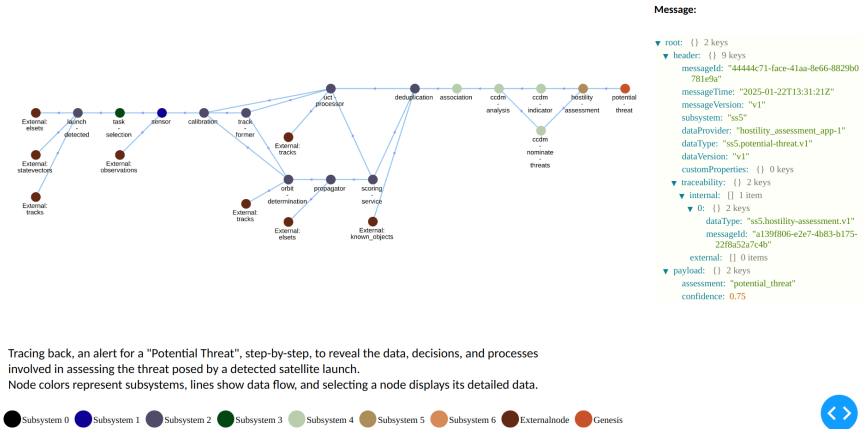 Message:
root: {} 2 keys
header: {} 9 keys
messageId: "44444c71-face-41aa-8e66-8829b0
781e9a"
messageTime: "2025-01-22T13:31:21Z"
messageVersion: "v1"
subsystem: "ss5"
dataProvider: "hostility_assessment_app-1"
dataType: "ss5.potential-threat.v1"
dataVersion: "v1"
customProperties: {} 0 keys
traceability: {} 2 keys
internal: [] 1 item
0: {} 2 keys
dataType: "ss5.hostility-assessment.v1"
messageId: "a139f806-e2e7-4b83-b175-
22f8a52a7c4b"
external: [] 0 items
payload: {} 2 keys
assessment: "potential_threat"
confidence: 0.75
uct
-
processor
deduplication
association
ccdm
-
analysis
ccdm
-
indicator
hostility
-
assessment
potential
-
threat
External:
elsets
launch
-
detected
task
-
selection
sensor
calibration
track
-
former
External:
tracks
ccdm
-
nominate
-
threats
External:
statevectors
External:
observations
orbit
-
determination
propagator
scoring
-
service
External:
tracks
External:
tracks
External:
elsets
External:
known_objects
Tracing back, an alert for a "Potential Threat", step-by-step, to reveal the data, decisions, and processes
involved in assessing the threat posed by a detected satellite launch.
Node colors represent subsystems, lines show data flow, and selecting a node displays its detailed data.
Subsystem 0 Subsystem 1 Subsystem 2 Subsystem 3 Subsystem 4 Subsystem 5 Subsystem 6 Externalnode Genesis